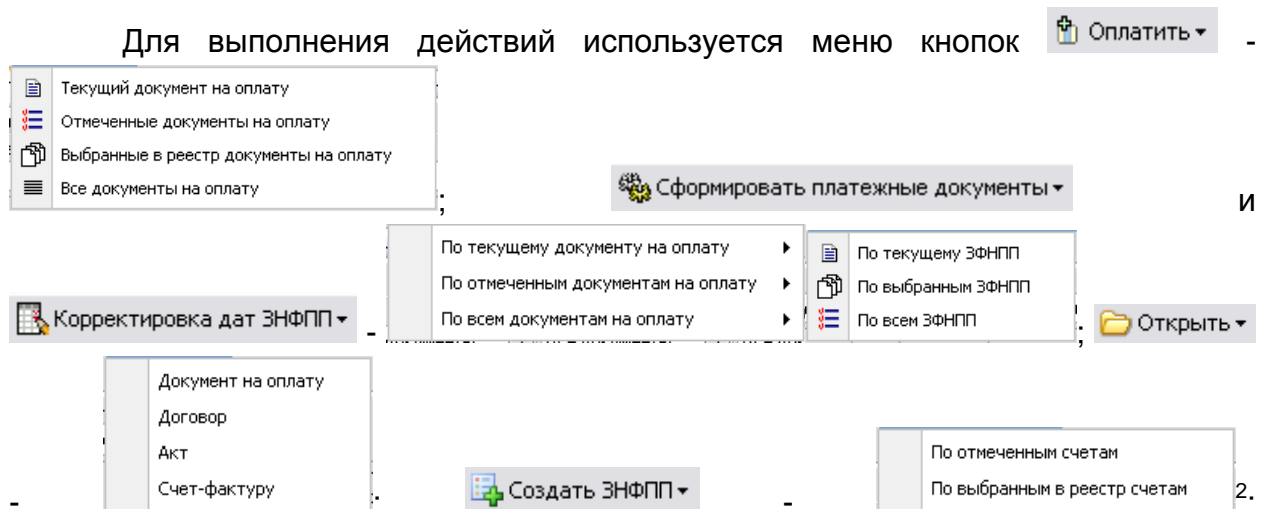 Для выполнения действий используется меню кнопок Оплатить -
Текущий документ на оплату
Отмеченные документы на оплату
Выбранные в реестр документы на оплату
Все документы на оплату
; Сформировать платежные документы и
Корректировка дат ЗНФПП -
По текущему документу на оплату
По отмеченным документам на оплату
По всем документам на оплату
По текущему ЗФНПП
По выбранным ЗФНПП
По всем ЗФНПП
; Открыть
-
Документ на оплату
Договор
Акт
Счет-фактуру
. Создать ЗНФПП -
По отмеченным счетам
По выбранным в реестр счетам
2.